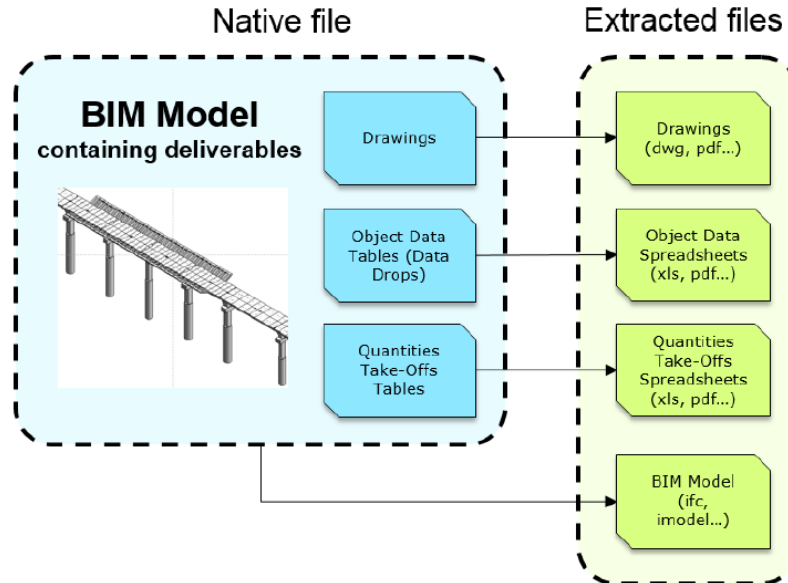 Native file
Extracted files
BIM Model
containing deliverables
Drawings
Object Data
Tables (Data
Drops)
Quantities
Take-Offs
Tables
Drawings
(dwg, pdf...)
Object Data
Spreadsheets
(xls, pdf...)
Quantities
Take-Offs
Spreadsheets
(xls, pdf...)
BIM Model
(ifc,
imodel...)